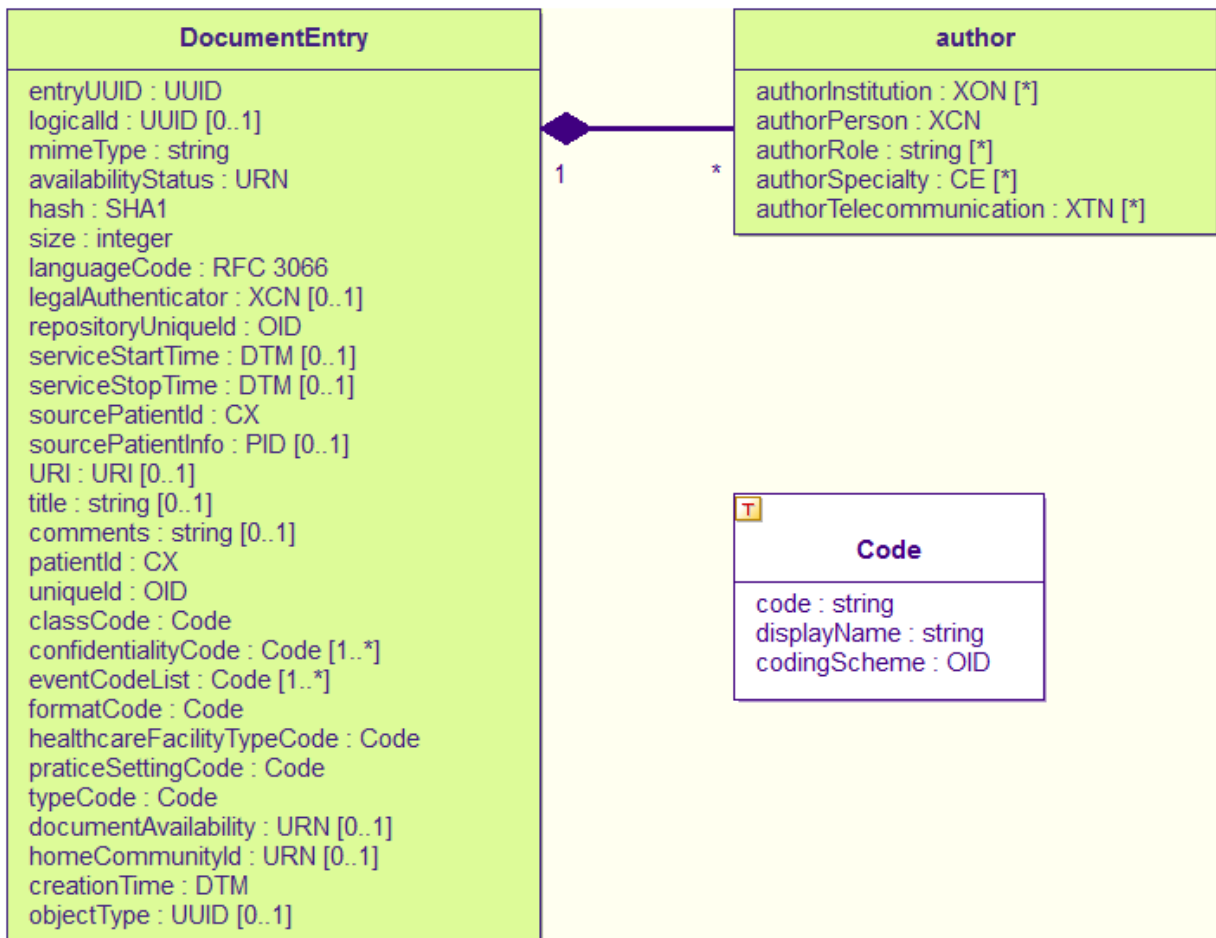 DocumentEntry
entryUUID : UUID
logicalId : UUID [0..1]
mimeType : string
availabilityStatus : URN
hash : SHA1
size : integer
languageCode : RFC 3066
legalAuthenticator : XCN [0..1]
repositoryUniqueId : OID
serviceStartTime : DTM [0..1]
serviceStopTime : DTM [0..1]
sourcePatientId : CX
sourcePatientInfo : PID [0..1]
URI : URI [0..1]
title : string [0..1]
comments : string [0..1]
patientId : CX
uniqueId : OID
classCode : Code
confidentialityCode : Code [1..*]
eventCodeList : Code [1..*]
formatCode : Code
healthcareFacilityTypeCode : Code
praticeSettingCode : Code
typeCode : Code
documentAvailability : URN [0..1]
homeCommunityId : URN [0..1]
creationTime : DTM
objectType : UUID [0..1]
1
*
author
authorInstitution : XON [*]
authorPerson : XCN
authorRole : string [*]
authorSpecialty : CE [*]
authorTelecommunication : XTN [*]
T
Code
code : string
displayName : string
codingScheme : OID